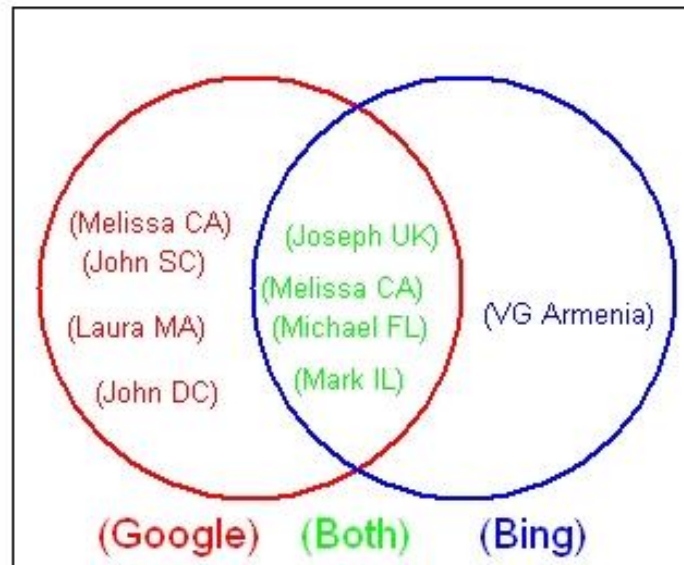 (Melissa CA)
(John SC)
(Laura MA)
(John DC)
(Joseph UK)
(Melissa CA)
(Michael FL)
(Mark IL)
(VG Armenia)
(Google) (Both) (Bing)